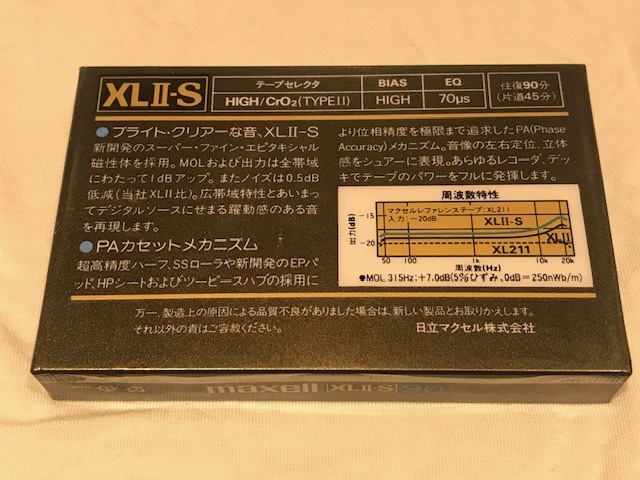 XLII-S
テープセレクタ
BIAS
EQ
往復90分
HIGH/CrO2(TYPEII)
HIGH
70μs
(片道45分)
●ブライト・クリアーな音、XLII-S
新開発のスーパー・ファイン・エピタキシャル
磁性体を採用。MOLおよび出力は全帯域
にわたって1dBアップ。またノイズは0.5dB
低減(当社XLII比)。広帯域特性とあいまっ
てデジタルソースにせまる躍動感のある音
を再現します。
●PAカセットメカニズム
超高精度ハーフ、SSローラや新開発のEPパ
ッド、HPシートおよびツーピースハブの採用に
より位相精度を極限まで追求したPA(Phase
Accuracy)メカニズム。音像の左右定位、立体
感をシュアーに表現。あらゆるレコーダ、デッ
キでテープのパワーをフルに発揮します。
周波数特性
マクセルレファレンステープ:XL211
入力:-20dB
出力(dB)
-15
-20
XLII-S
XLII
XL211
50 100 1k 10k 20k
周波数(Hz)
●MOL 315Hz:+7.0dB(5%ひずみ、0dB=250nWb/m)
万一、製造上の原因による品質不良がありました場合は、新しい製品とお取りかえします。
それ以外の責はご容赦ください。
日立マクセル株式会社
maxell XLII-S 90